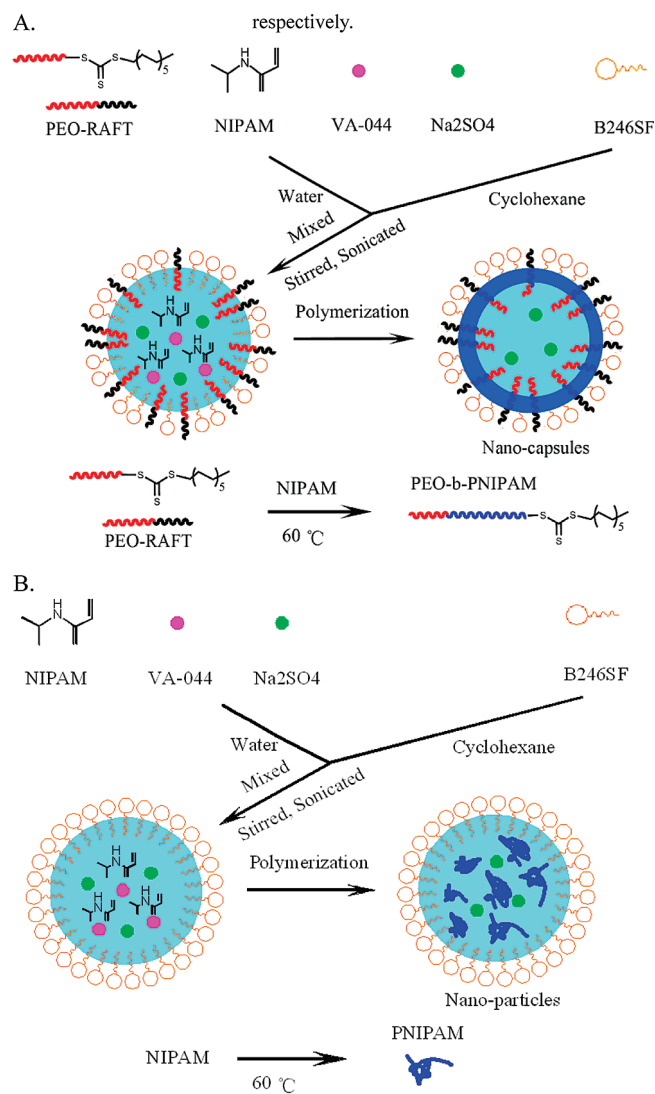 A.
respectively.
S S 5
S
H
N
O
PEO-RAFT NIPAM VA-044 Na2SO4 B246SF
Water
Cyclohexane
Mixed
Stirred, Sonicated
H
N
H
N
H
N
Polymerization
Nano-capsules
S S 5
S
NIPAM
PEO-b-PNIPAM
60 ℃
S S 5
S
PEO-RAFT
B.
H
N
NIPAM VA-044 Na2SO4 B246SF
Water
Cyclohexane
Mixed
Stirred, Sonicated
H
N
H
N
H
N
Polymerization
Nano-particles
NIPAM
60 ℃
PNIPAM